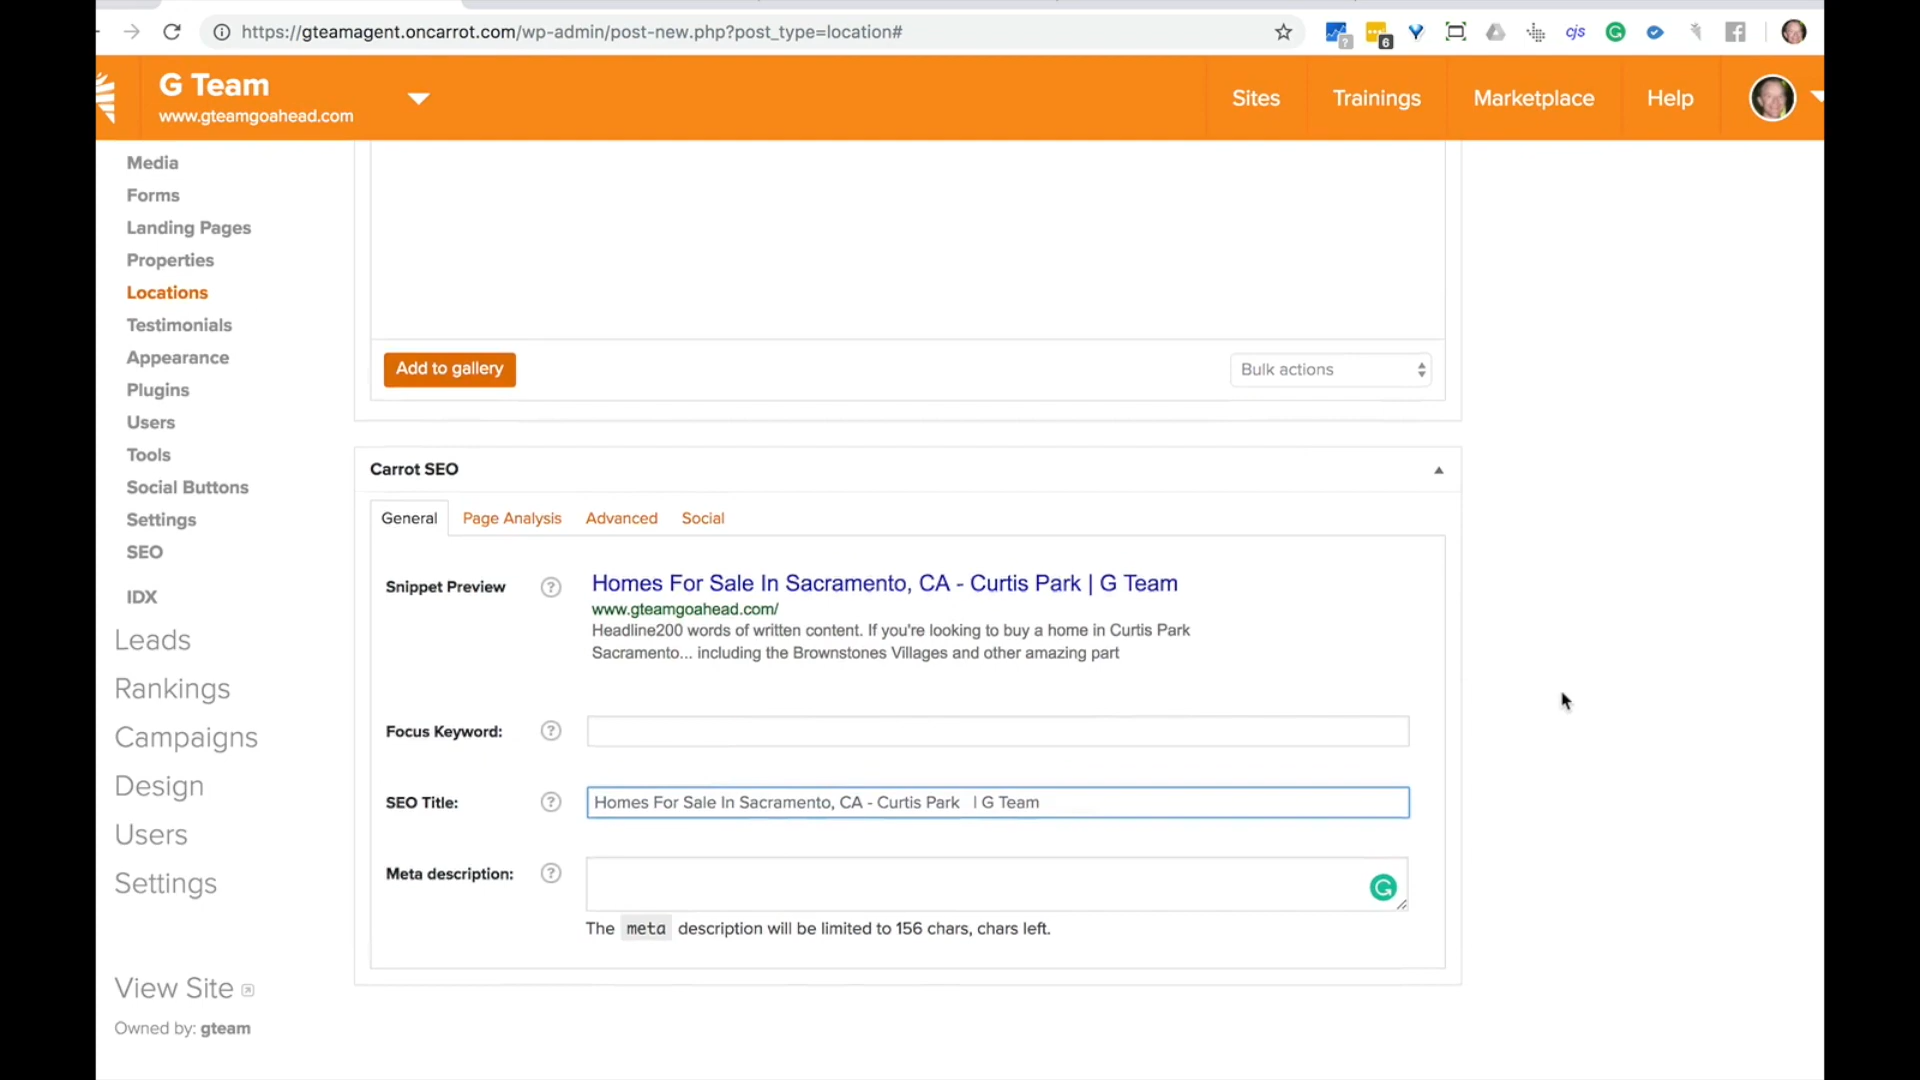 https://gteamagent.oncarrot.com/wp-admin/post-new.php?post_type=location#
?
6
cjs
G Team
www.gteamgoahead.com
Sites
Trainings
Marketplace
Help
Media
Forms
Landing Pages
Properties
Locations
Testimonials
Appearance
Plugins
Users
Tools
Social Buttons
Settings
SEO
IDX
Leads
Rankings
Campaigns
Design
Users
Settings
View Site
Owned by: gteam
Add to gallery
Bulk actions
Carrot SEO
General
Page Analysis
Advanced
Social
Snippet Preview
?
Homes For Sale In Sacramento, CA - Curtis Park | G Team
www.gteamgoahead.com/
Headline200 words of written content. If you're looking to buy a home in Curtis Park
Sacramento... including the Brownstones Villages and other amazing part
Focus Keyword:
?
SEO Title:
?
Homes For Sale In Sacramento, CA - Curtis Park | G Team
Meta description:
?
The meta description will be limited to 156 chars, chars left.